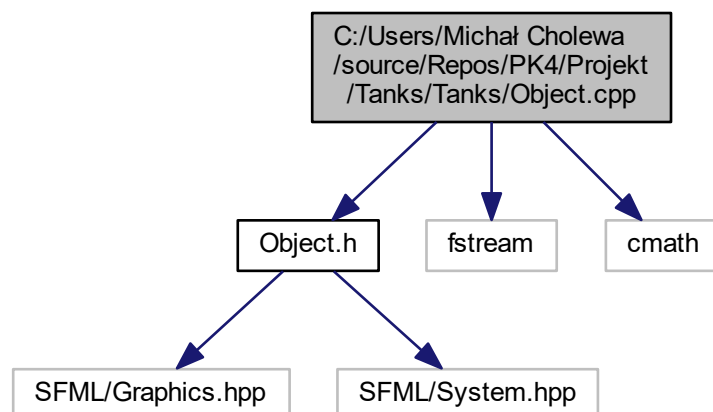 C:/Users/Michał Cholewa
/source/Repos/PK4/Projekt
/Tanks/Tanks/Object.cpp
Object.h
fstream
cmath
SFML/Graphics.hpp
SFML/System.hpp